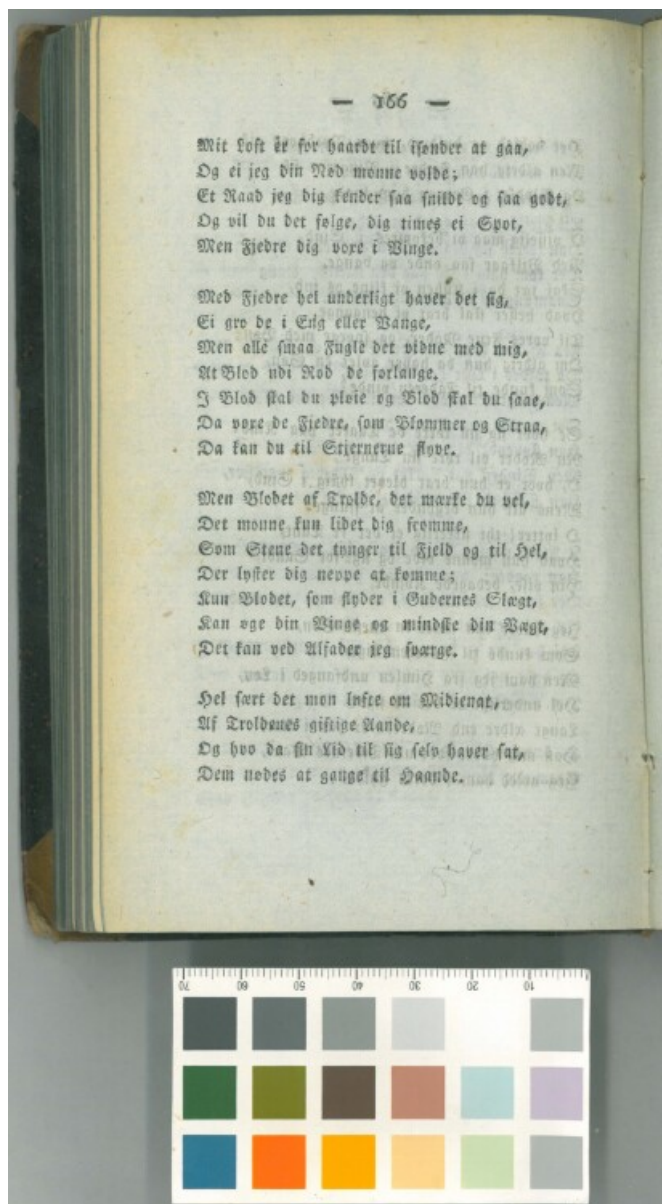 — 166 —
Mit Loft er for haardt til isønder at gaa,
Og ei jeg din Nød monne volde;
Et Raad jeg dig kender saa snildt og saa godt,
Og vil du det følge, dig times ei Spot,
Men Fjedre dig voxe i Vinge.
Med Fjedre hel underligt haver det sig,
Ei gro de i Eng eller Vange,
Men alle smaa Fugle det vidne med mig,
At Blod udi Rod de forlange.
I Blod skal du pløie og Blod skal du saae,
Da voxe de Fjedre, som Blommer og Straa,
Da kan du til Stjernerne flyve.
Men Blodet af Trolde, det mærke du vel,
Det monne kun lidet dig fromme,
Som Stene det tynger til Fjeld og til Hel,
Der lyster dig neppe at komme;
Kun Blodet, som flyder i Gudernes Slægt,
Kan øge din Vinge og mindske din Vægt,
Det kan ved Alfader jeg sværge.
Hel sært det mon lyste om Midienat,
Af Troldenes giftige Aande,
Og hvo da sin Lid til sig selv haver sat,
Dem nødes at gange til Haande.
70 60 50 40 30 20 10